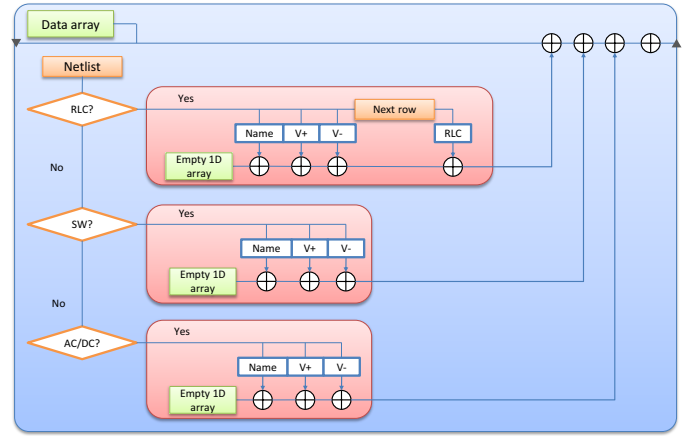 Data array
Netlist
RLC?
Yes
Next row
Name
V+
V-
RLC
Empty 1D
array
No
SW?
Yes
Name
V+
V-
Empty 1D
array
No
AC/DC?
Yes
Name
V+
V-
Empty 1D
array